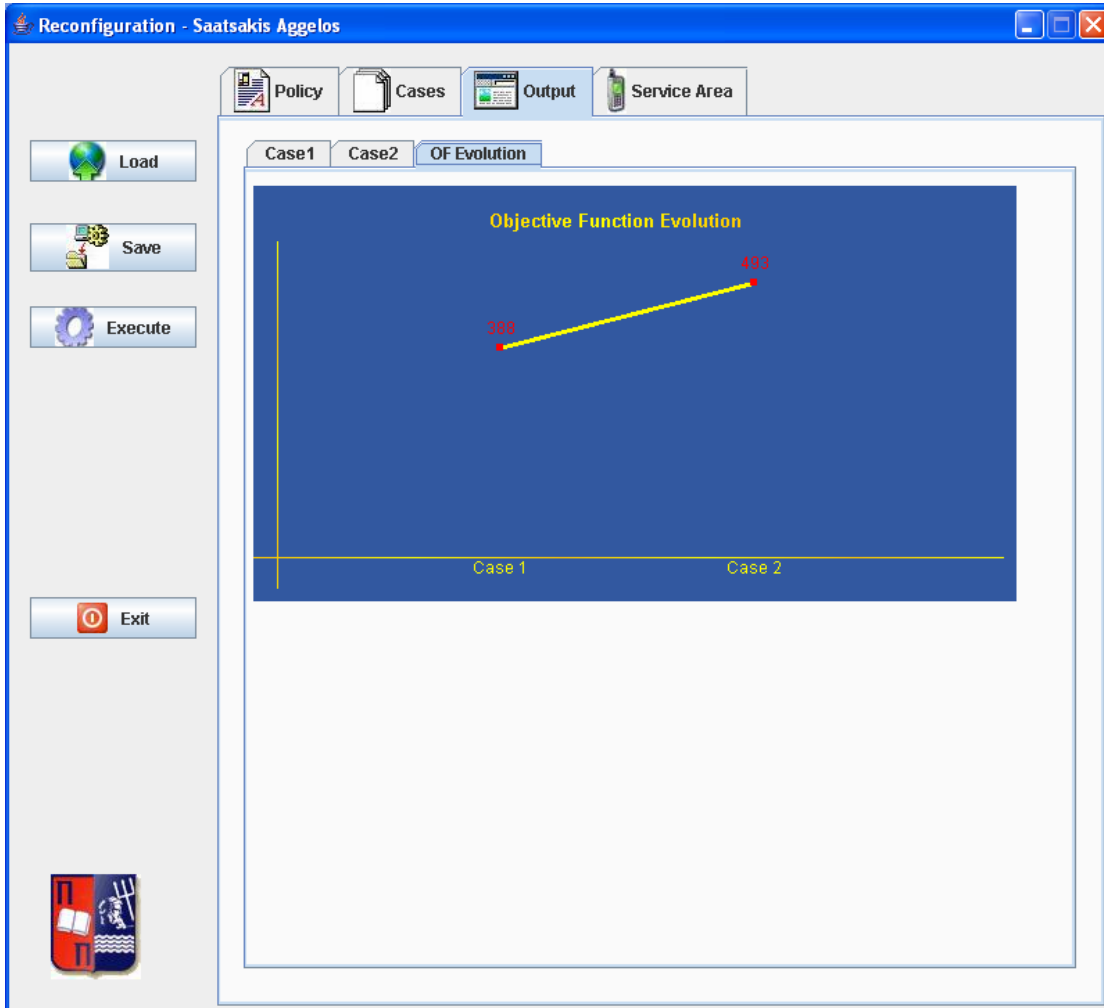 Reconfiguration - Saatsakis Aggelos
Policy
Cases
Output
Service Area
Load
Save
Execute
Exit
Case1
Case2
OF Evolution
Objective Function Evolution
493
388
Case 1
Case 2
Π
Π